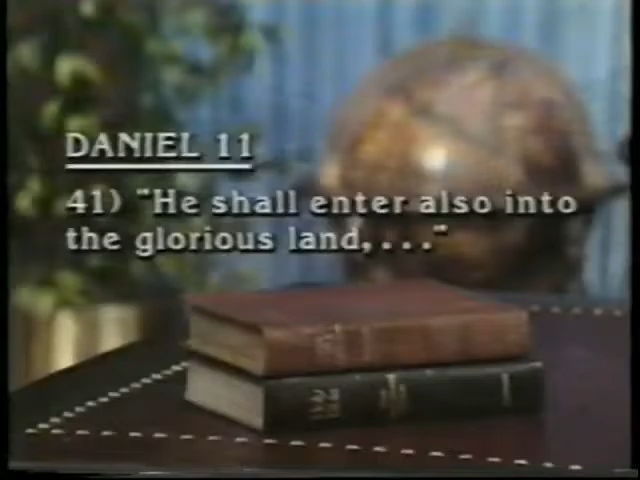 DANIEL 11
41) "He shall enter also into
the glorious land,..."